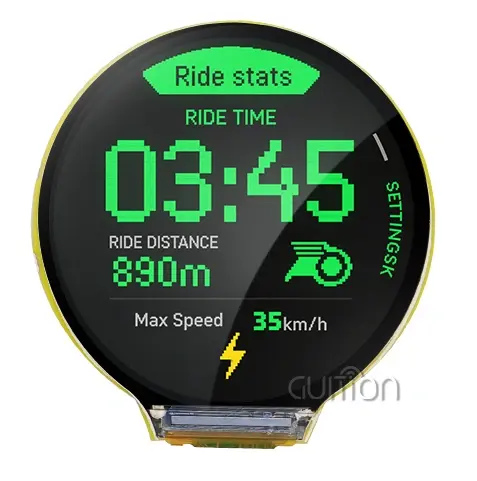 Ride stats
RIDE TIME
03:45
SETTINGSK
RIDE DISTANCE
890m
Max Speed 35km/h
GUITION